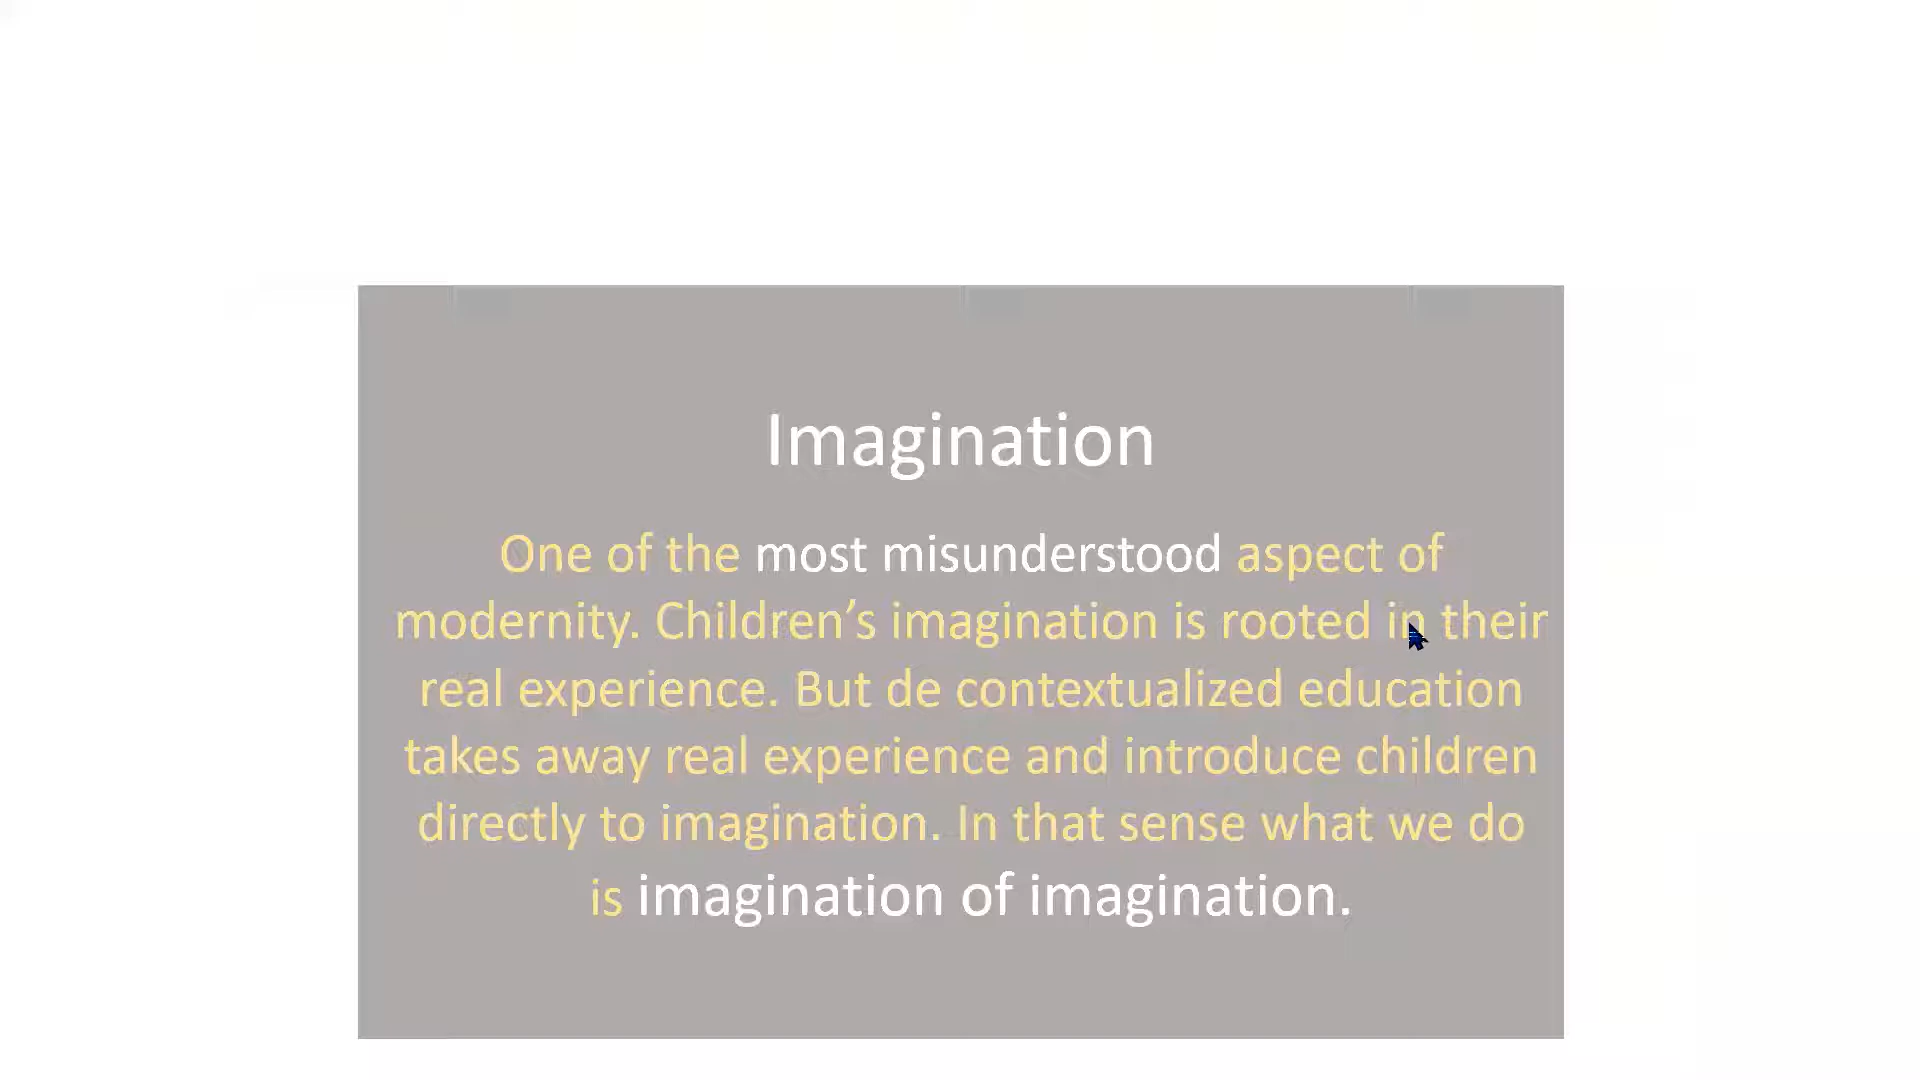 Imagination
One of the most misunderstood aspect of
modernity. Children’s imagination is rooted in their
real experience. But de contextualized education
takes away real experience and introduce children
directly to imagination. In that sense what we do
is imagination of imagination.